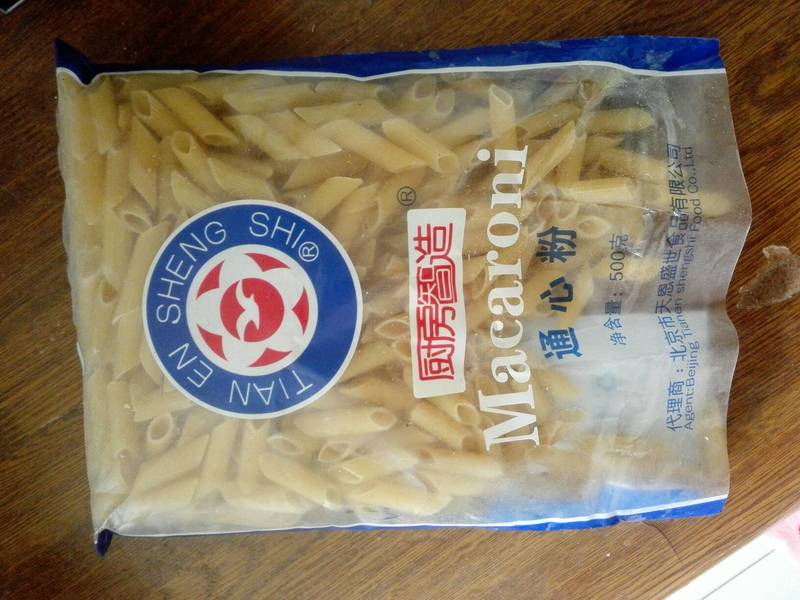 TIAN EN SHENG SHI®
®
厨房智造
Macaroni
通心粉
净含量：500克
代理商：北京市天恩盛世食品有限公司
Agent:Beijing Tianen shengshi Food Co.,Ltd